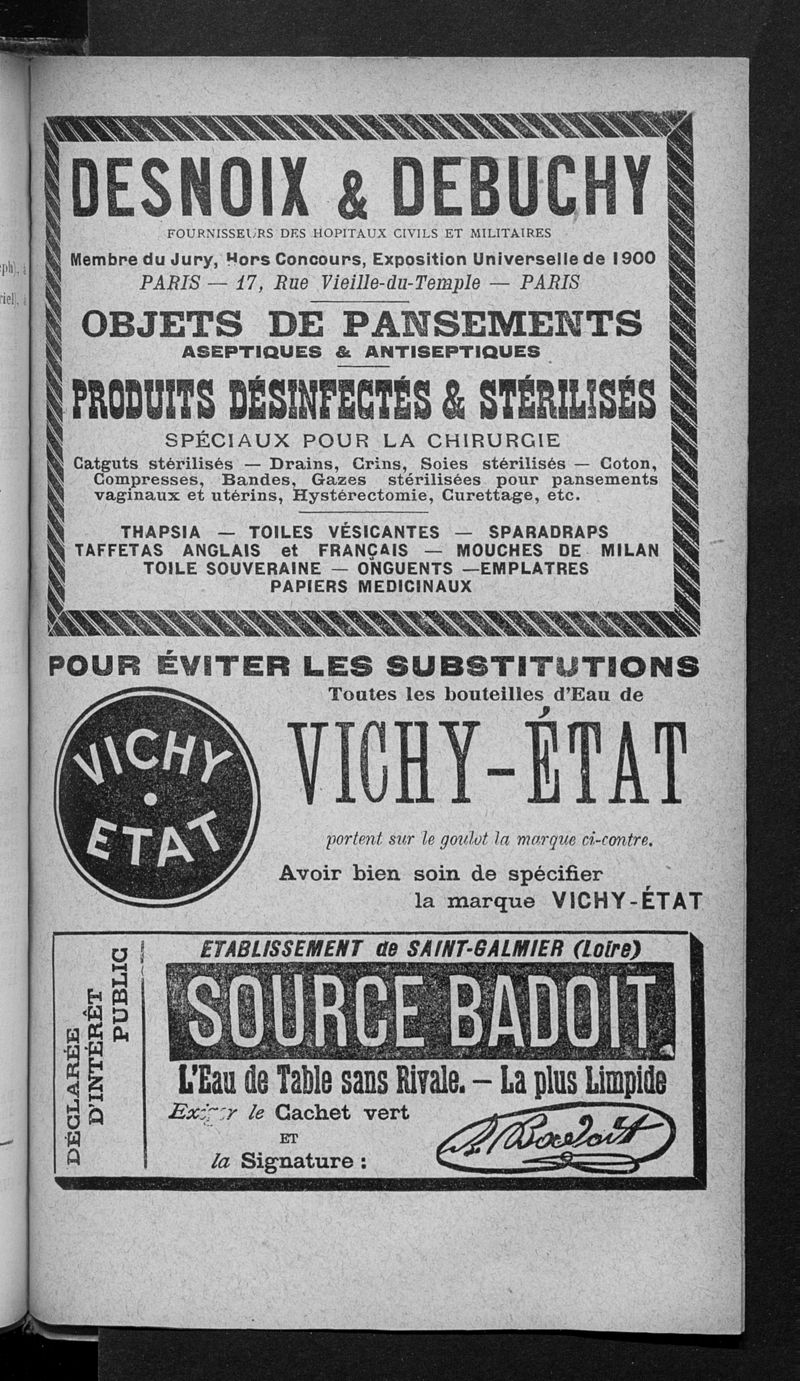 DESNOIX & DEBUCHY
FOURNISSEURS DES HOPITAUX CIVILS ET MILITAIRES
Membre du Jury, Hors Concours, Exposition Universelle de 1900
PARIS — 17, Rue Vieille-du-Temple — PARIS
OBJETS DE PANSEMENTS
ASEPTIQUES & ANTISEPTIQUES
PRODUITS DÉSINFECTÉS & STÉRILISÉS
SPÉCIAUX POUR LA CHIRURGIE
Catguts stérilisés — Drains, Crins, Soies stérilisés — Coton,
Compresses, Bandes, Gazes stérilisées pour pansements
vaginaux et utérins, Hystérectomie, Curettage, etc.
THAPSIA — TOILES VÉSICANTES — SPARADRAPS
TAFFETAS ANGLAIS et FRANÇAIS — MOUCHES DE MILAN
TOILE SOUVERAINE — ONGUENTS —EMPLATRES
PAPIERS MEDICINAUX
POUR ÉVITER LES SUBSTITUTIONS
Toutes les bouteilles d'Eau de
VICHY
ETAT
VICHY-ÉTAT
portent sur le goulot la marque ci-contre.
Avoir bien soin de spécifier
la marque VICHY-ÉTAT
DÉCLARÉE
D'INTÉRÊT
PUBLIC
ETABLISSEMENT de SAINT-GALMIER (Loire)
SOURCE BADOIT
L'Eau de Table sans Rivale. — La plus Limpide
Exiger le Cachet vert
ET
la Signature :
A. Badoit